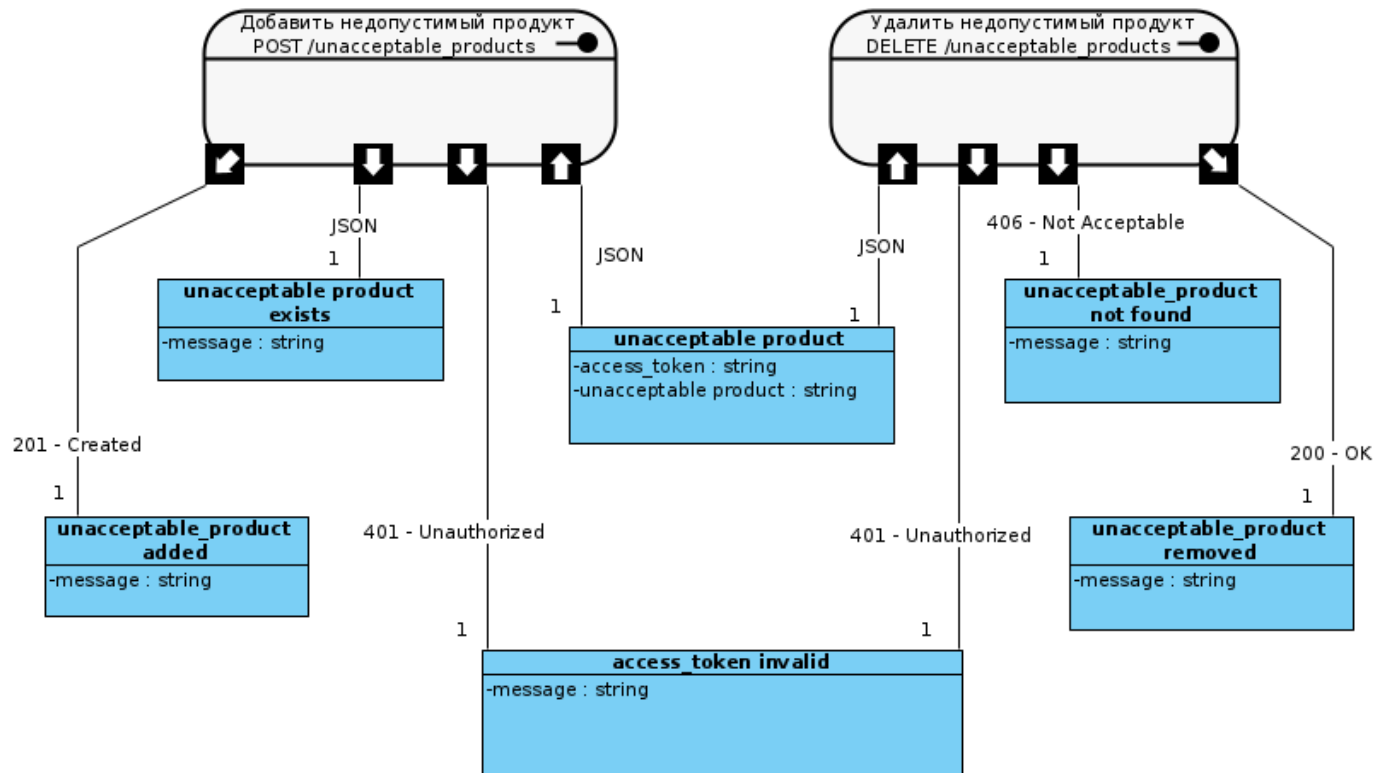 Добавить недопустимый продукт
POST /unacceptable_products
Удалить недопустимый продукт
DELETE /unacceptable_products
JSON
1
unacceptable product
exists
-message : string
JSON
1
JSON
1
unacceptable product
-access_token : string
-unacceptable product : string
406 - Not Acceptable
1
unacceptable_product
not found
-message : string
201 - Created
1
unacceptable_product
added
-message : string
401 - Unauthorized
1
401 - Unauthorized
1
200 - OK
1
unacceptable_product
removed
-message : string
access_token invalid
-message : string